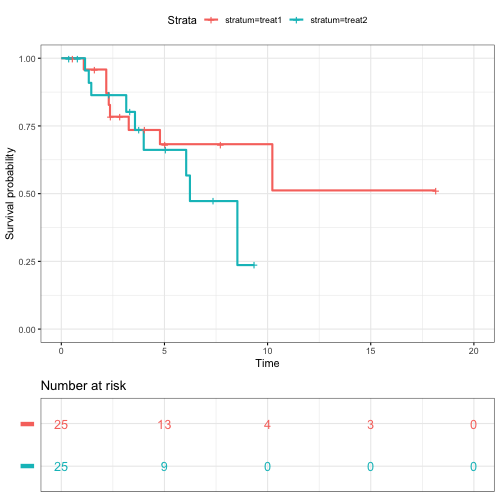 Strata stratum=treat1 stratum=treat2
1.00
0.75
0.50
0.25
0.00
Survival probability
0 5 10 15 20
Time
Number at risk
25 13 4 3 0
25 9 0 0 0